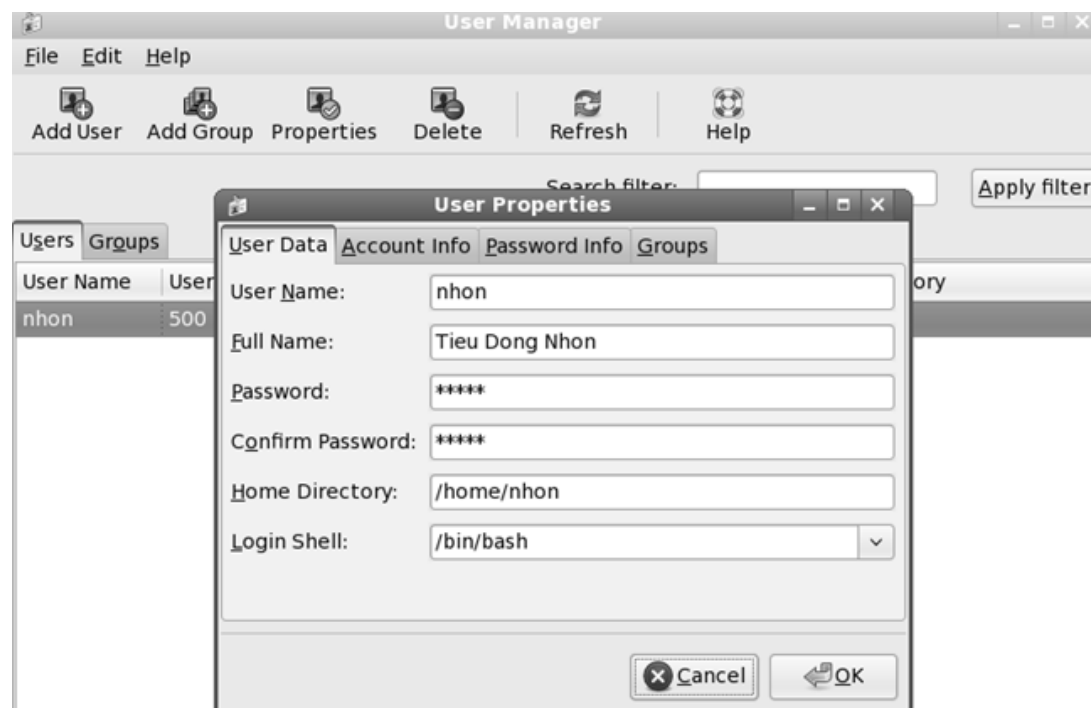 User Manager
File Edit Help
Add User Add Group Properties Delete Refresh Help
Search filter: Apply filter
User Properties
Users Groups
User Data Account Info Password Info Groups
User Name User ory
nhon 500
User Name: nhon
Full Name: Tieu Dong Nhon
Password: *****
Confirm Password: *****
Home Directory: /home/nhon
Login Shell: /bin/bash
Cancel OK